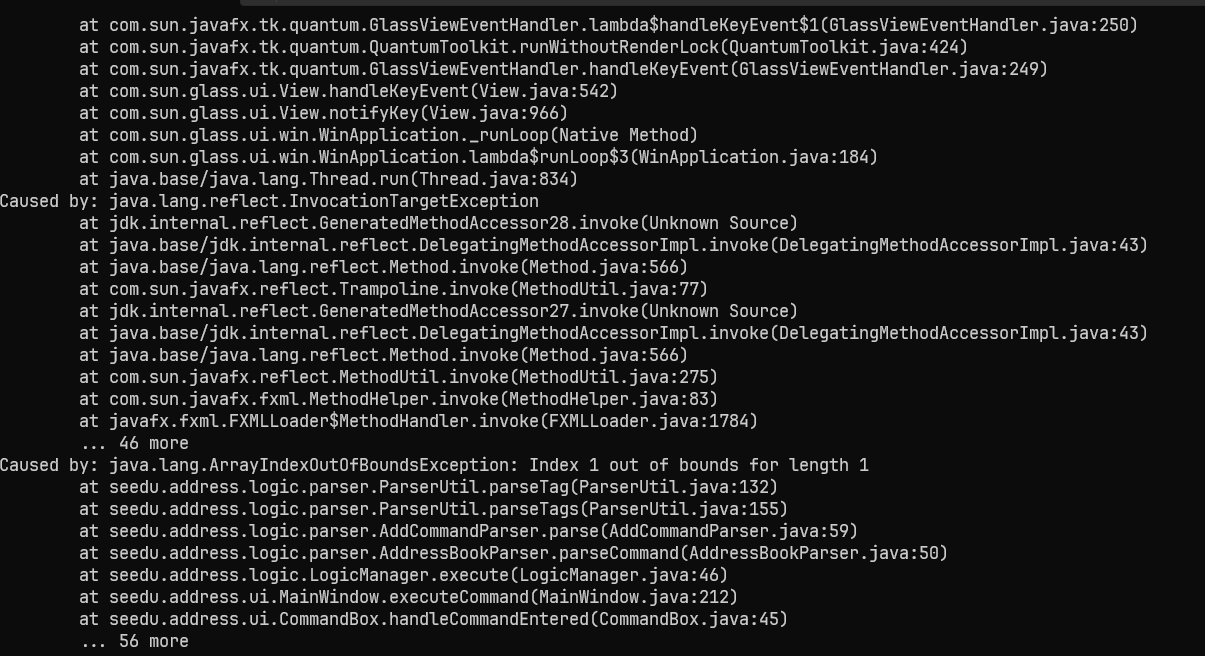 at com.sun.javafx.tk.quantum.GlassViewEventHandler.lambda$handleKeyEvent$1(GlassViewEventHandler.java:250)
at com.sun.javafx.tk.quantum.QuantumToolkit.runWithoutRenderLock(QuantumToolkit.java:424)
at com.sun.javafx.tk.quantum.GlassViewEventHandler.handleKeyEvent(GlassViewEventHandler.java:249)
at com.sun.glass.ui.View.handleKeyEvent(View.java:542)
at com.sun.glass.ui.View.notifyKey(View.java:966)
at com.sun.glass.ui.win.WinApplication._runLoop(Native Method)
at com.sun.glass.ui.win.WinApplication.lambda$runLoop$3(WinApplication.java:184)
at java.base/java.lang.Thread.run(Thread.java:834)
Caused by: java.lang.reflect.InvocationTargetException
at jdk.internal.reflect.GeneratedMethodAccessor28.invoke(Unknown Source)
at java.base/jdk.internal.reflect.DelegatingMethodAccessorImpl.invoke(DelegatingMethodAccessorImpl.java:43)
at java.base/java.lang.reflect.Method.invoke(Method.java:566)
at com.sun.javafx.reflect.Trampoline.invoke(MethodUtil.java:77)
at jdk.internal.reflect.GeneratedMethodAccessor27.invoke(Unknown Source)
at java.base/jdk.internal.reflect.DelegatingMethodAccessorImpl.invoke(DelegatingMethodAccessorImpl.java:43)
at java.base/java.lang.reflect.Method.invoke(Method.java:566)
at com.sun.javafx.reflect.MethodUtil.invoke(MethodUtil.java:275)
at com.sun.javafx.fxml.MethodHelper.invoke(MethodHelper.java:83)
at javafx.fxml.FXMLLoader$MethodHandler.invoke(FXMLLoader.java:1784)
... 46 more
Caused by: java.lang.ArrayIndexOutOfBoundsException: Index 1 out of bounds for length 1
at seedu.address.logic.parser.ParserUtil.parseTag(ParserUtil.java:132)
at seedu.address.logic.parser.ParserUtil.parseTags(ParserUtil.java:155)
at seedu.address.logic.parser.AddCommandParser.parse(AddCommandParser.java:59)
at seedu.address.logic.parser.AddressBookParser.parseCommand(AddressBookParser.java:50)
at seedu.address.logic.LogicManager.execute(LogicManager.java:46)
at seedu.address.ui.MainWindow.executeCommand(MainWindow.java:212)
at seedu.address.ui.CommandBox.handleCommandEntered(CommandBox.java:45)
... 56 more